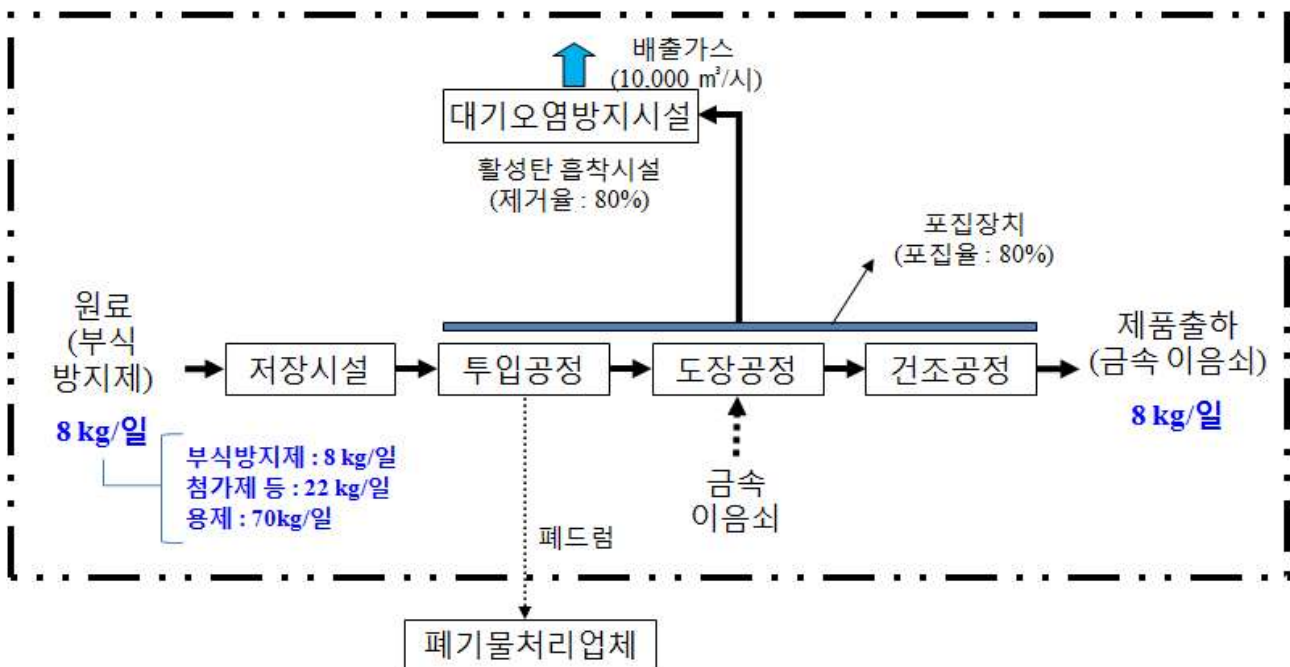 배출가스
(10,000 ㎥/시)
대기오염방지시설
활성탄 흡착시설
(제거율 : 80%)
포집장치
(포집율 : 80%)
원료
(부식
방지제)
8 kg/일
부식방지제 : 8 kg/일
첨가제 등 : 22 kg/일
용제 : 70kg/일
저장시설
투입공정
도장공정
건조공정
제품출하
(금속 이음쇠)
8 kg/일
금속
이음쇠
폐드럼
폐기물처리업체